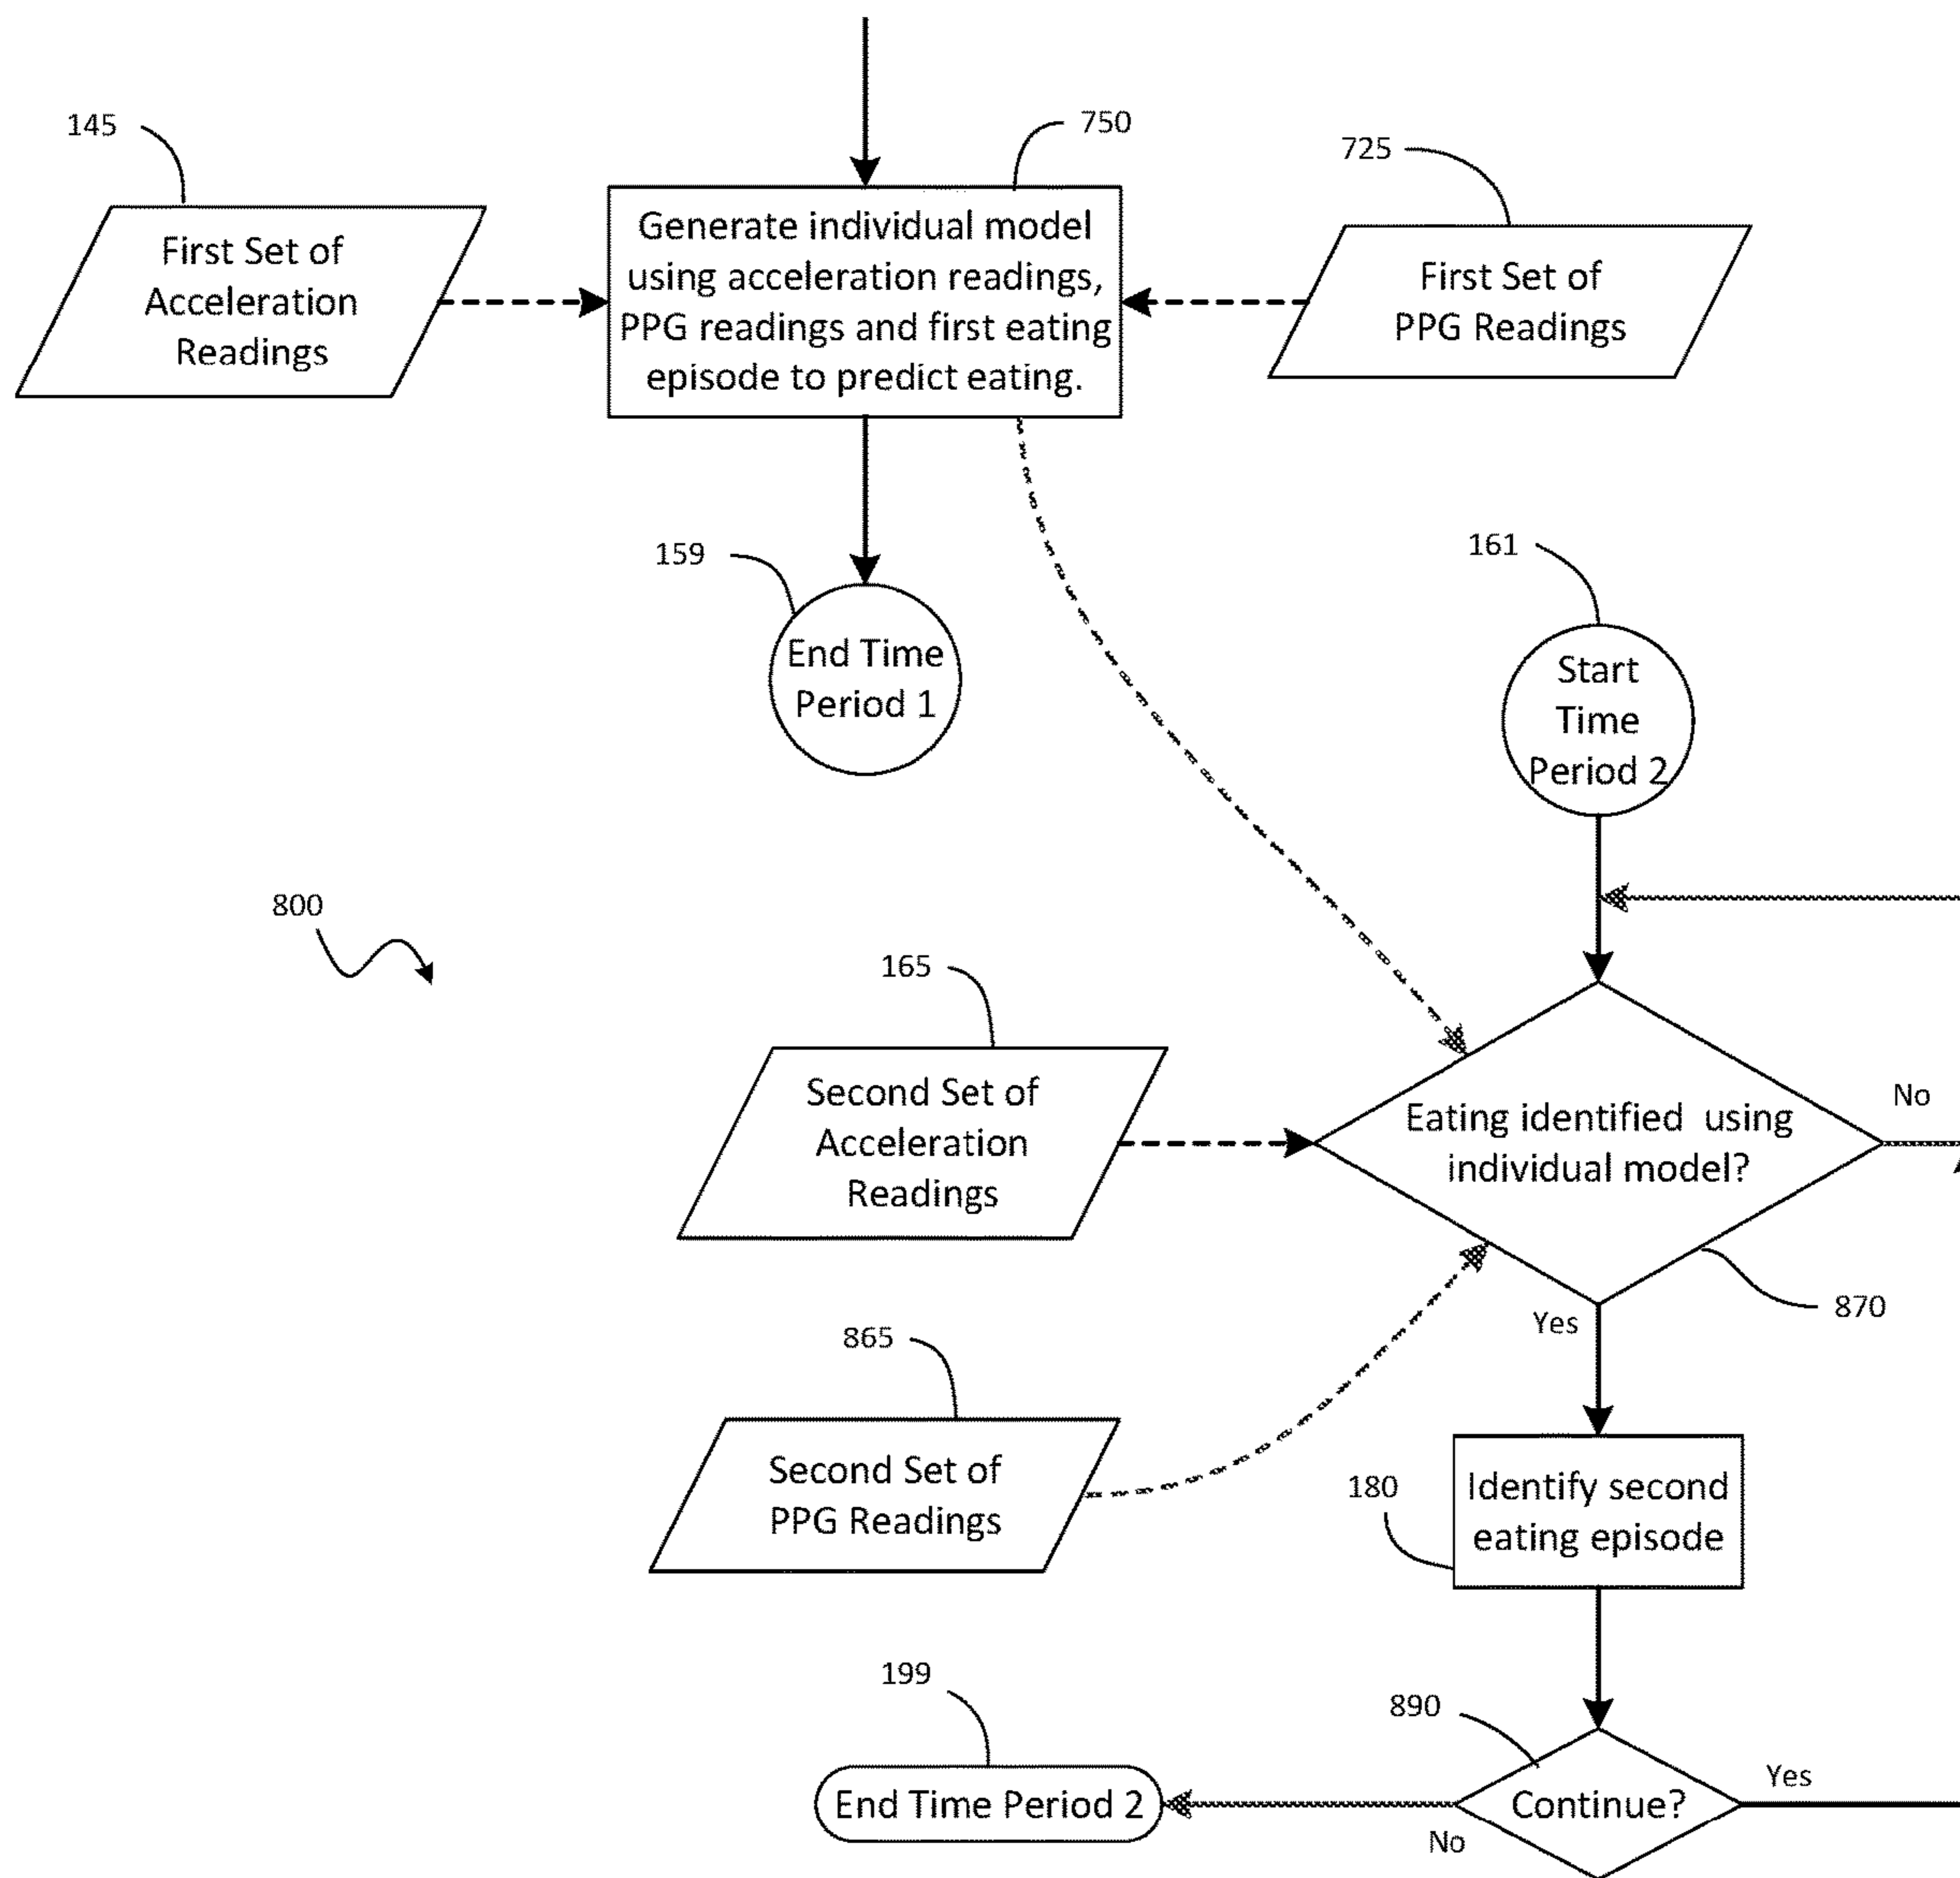 145
750
725
First Set of
Acceleration
Readings
Generate individual model
using acceleration readings,
PPG readings and first eating
episode to predict eating.
First Set of
PPG Readings
159
161
End Time
Period 1
Start
Time
Period 2
800
165
Second Set of
Acceleration
Readings
Eating identified using
individual model?
No
870
Yes
865
Second Set of
PPG Readings
180
Identify second
eating episode
199
890
End Time Period 2
Continue?
Yes
No